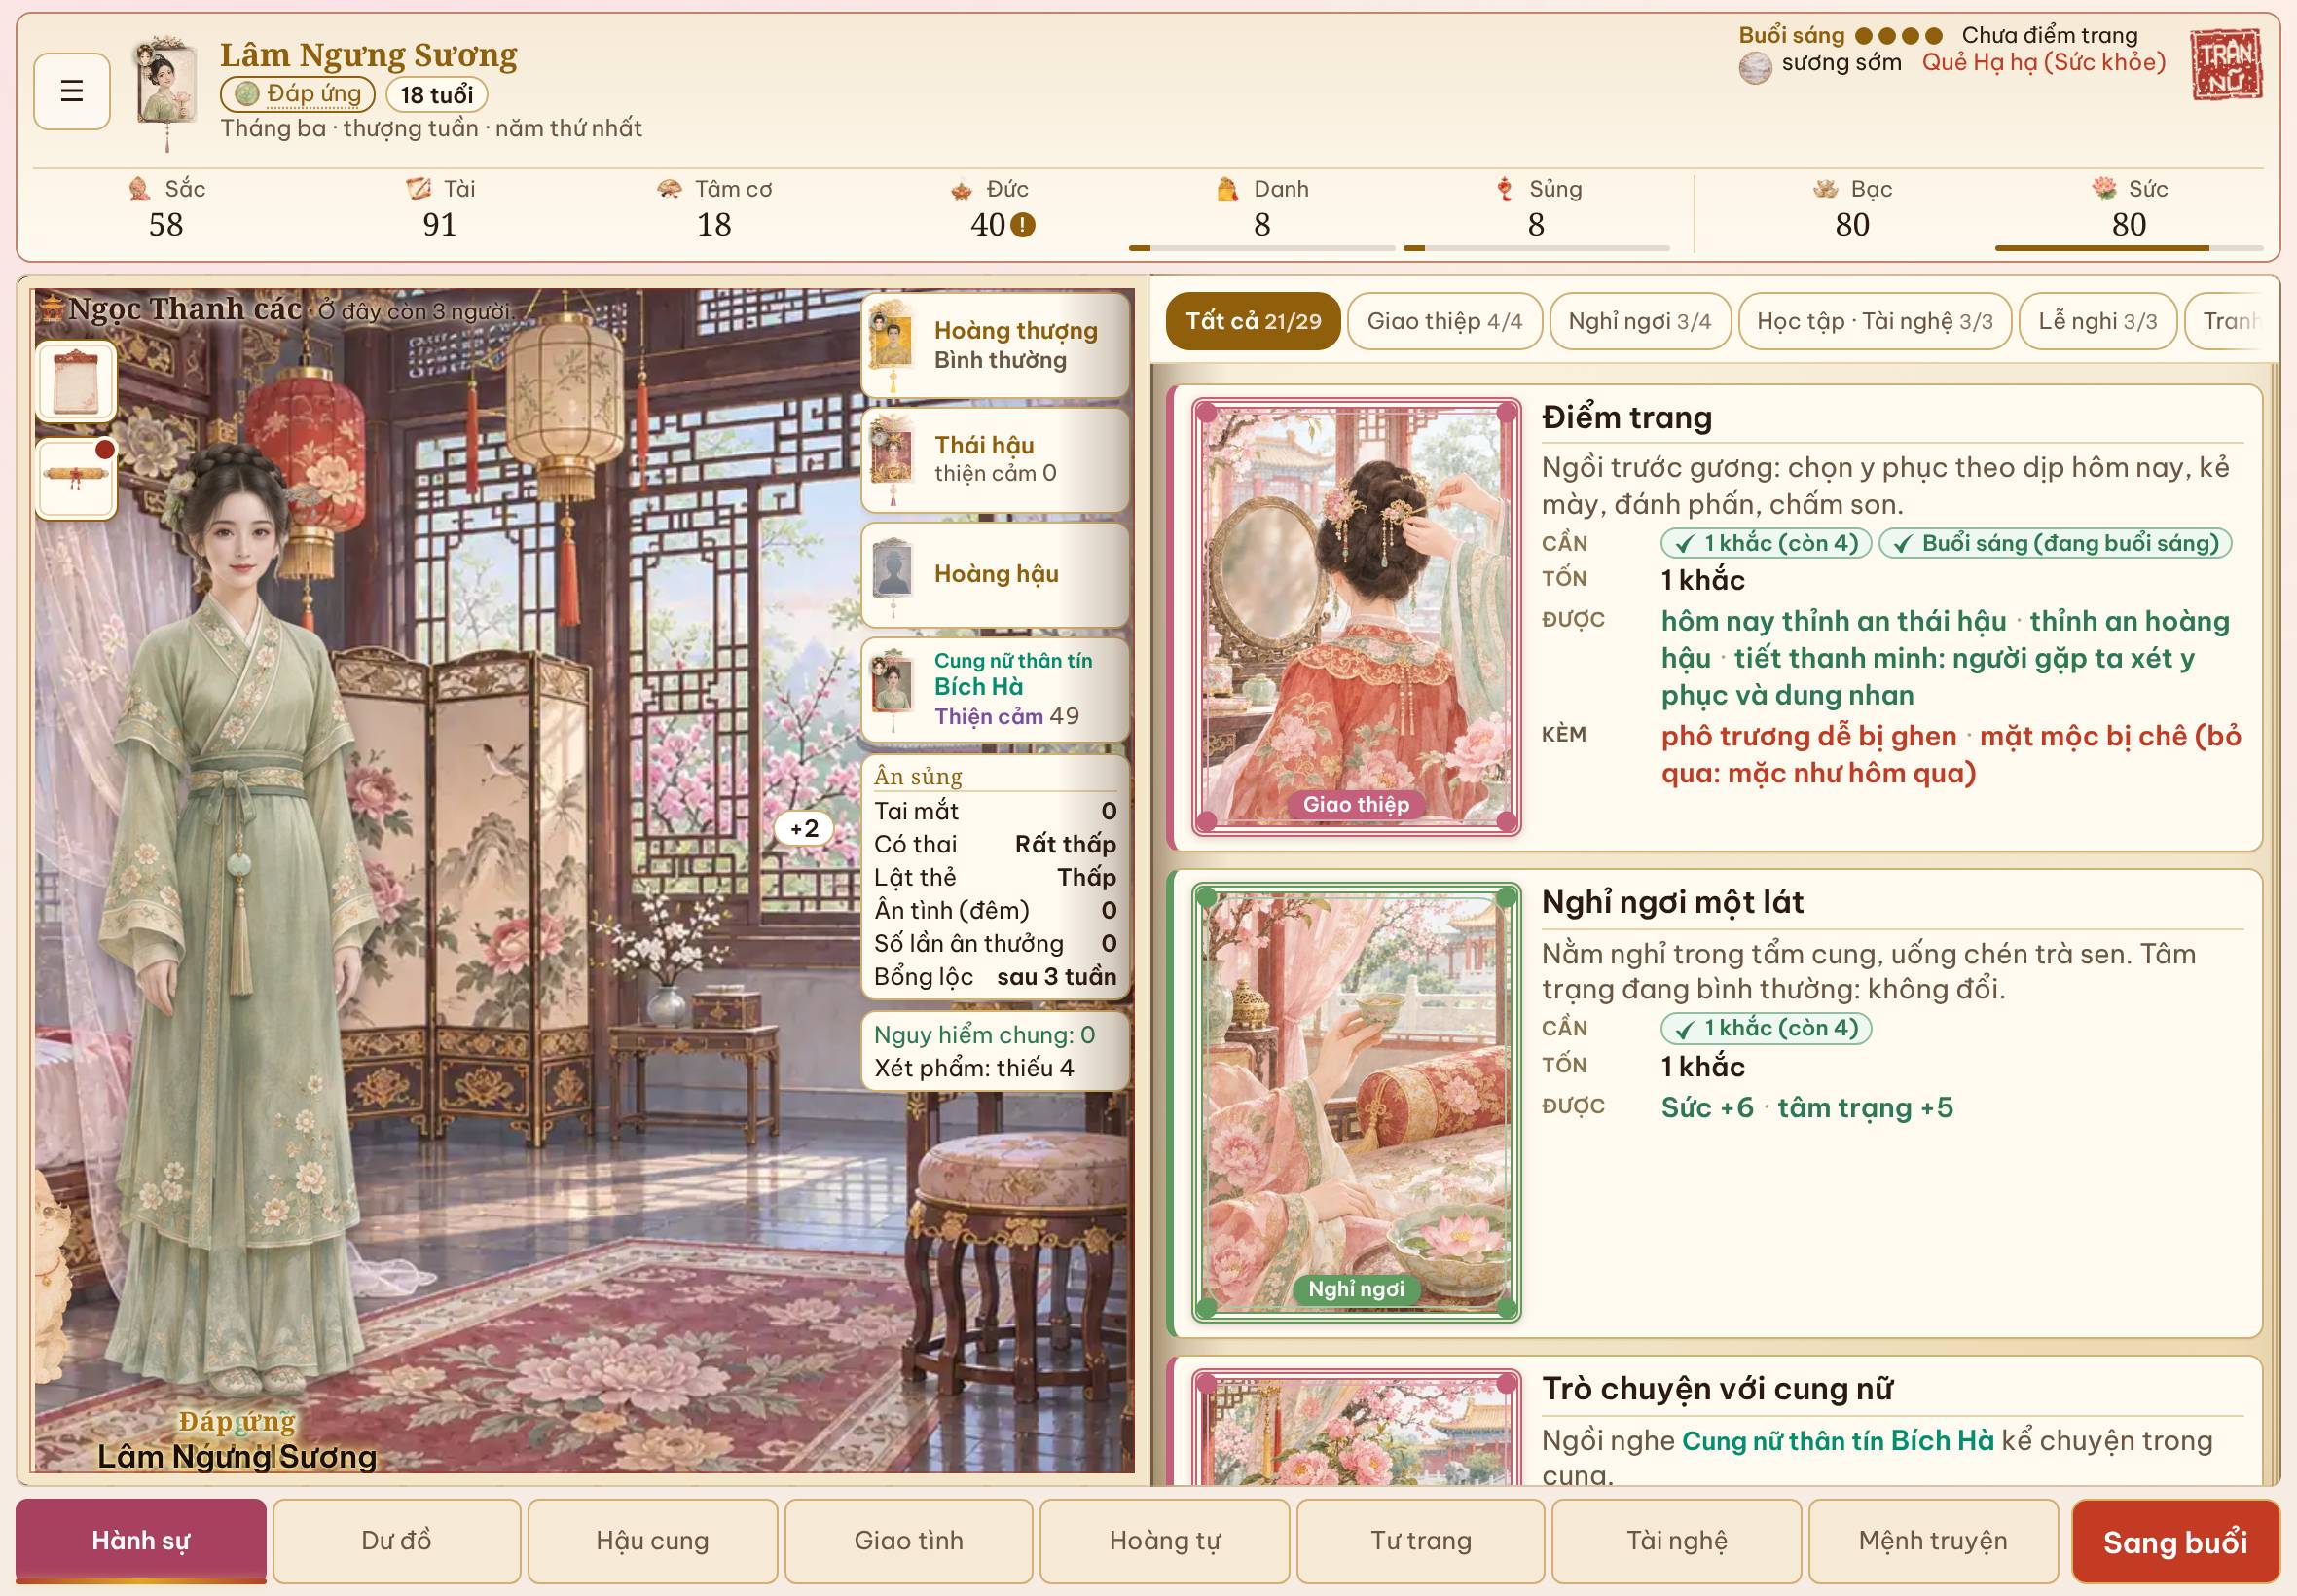 ☰
Lâm Ngưng Sương
Đáp ứng 18 tuổi
Tháng ba · thượng tuần · năm thứ nhất
Buổi sáng Chưa điểm trang
sương sớm Quẻ Hạ hạ (Sức khỏe)
TRÂN
NỮ
Sắc
58
Tài
91
Tâm cơ
18
Đức
40 !
Danh
8
Sủng
8
Bạc
80
Sức
80
Ngọc Thanh các · Ở đây còn 3 người.
Hoàng thượng
Bình thường
Thái hậu
thiện cảm 0
Hoàng hậu
Cung nữ thân tín
Bích Hà
Thiện cảm 49
+2
Ân sủng
Tai mắt 0
Có thai Rất thấp
Lật thẻ Thấp
Ân tình (đêm) 0
Số lần ân thưởng 0
Bổng lộc sau 3 tuần
Nguy hiểm chung: 0
Xét phẩm: thiếu 4
Đáp ứng
Lâm Ngưng Sương
Tất cả 21/29
Giao thiệp 4/4
Nghỉ ngơi 3/4
Học tập · Tài nghệ 3/3
Lễ nghi 3/3
Tranh
Giao thiệp
Điểm trang
Ngồi trước gương: chọn y phục theo dịp hôm nay, kẻ
mày, đánh phấn, chấm son.
CẦN ✓ 1 khắc (còn 4) ✓ Buổi sáng (đang buổi sáng)
TỐN 1 khắc
ĐƯỢC hôm nay thỉnh an thái hậu · thỉnh an hoàng
hậu · tiết thanh minh: người gặp ta xét y
phục và dung nhan
KÈM phô trương dễ bị ghen · mặt mộc bị chê (bỏ
qua: mặc như hôm qua)
Nghỉ ngơi
Nghỉ ngơi một lát
Nằm nghỉ trong tẩm cung, uống chén trà sen. Tâm
trạng đang bình thường: không đổi.
CẦN ✓ 1 khắc (còn 4)
TỐN 1 khắc
ĐƯỢC Sức +6 · tâm trạng +5
Trò chuyện với cung nữ
Ngồi nghe Cung nữ thân tín Bích Hà kể chuyện trong
cung.
Hành sự
Dư đồ
Hậu cung
Giao tình
Hoàng tự
Tư trang
Tài nghệ
Mệnh truyện
Sang buổi